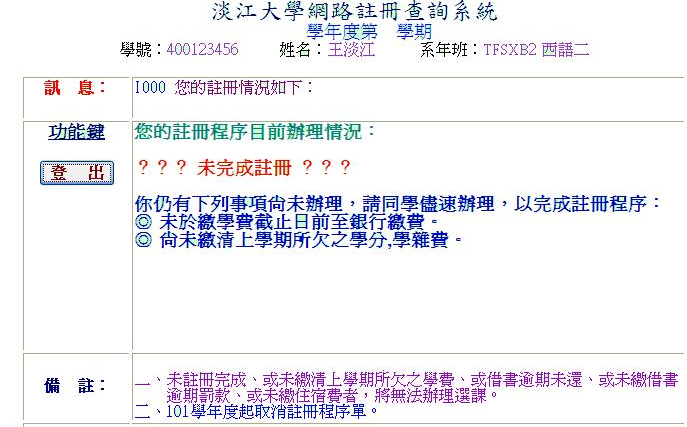 淡江大學網路註冊查詢系統
學年度第 學期
學號：400123456 姓名：王淡江 系年班：TFSXB2 西語二
訊 息： I000 您的註冊情況如下：
功能鍵 您的註冊程序目前辦理情況：
登 出 ？？？ 未完成註冊 ？？？
你仍有下列事項尚未辦理，請同學儘速辦理，以完成註冊程序：
◎ 未於繳學費截止日前至銀行繳費。
◎ 尚未繳清上學期所欠之學分,學雜費。
備 註： 一、未註冊完成、或未繳清上學期所欠之學費、或借書逾期未還、或未繳借書
逾期罰款、或未繳住宿費者，將無法辦理選課。
二、101學年度起取消註冊程序單。